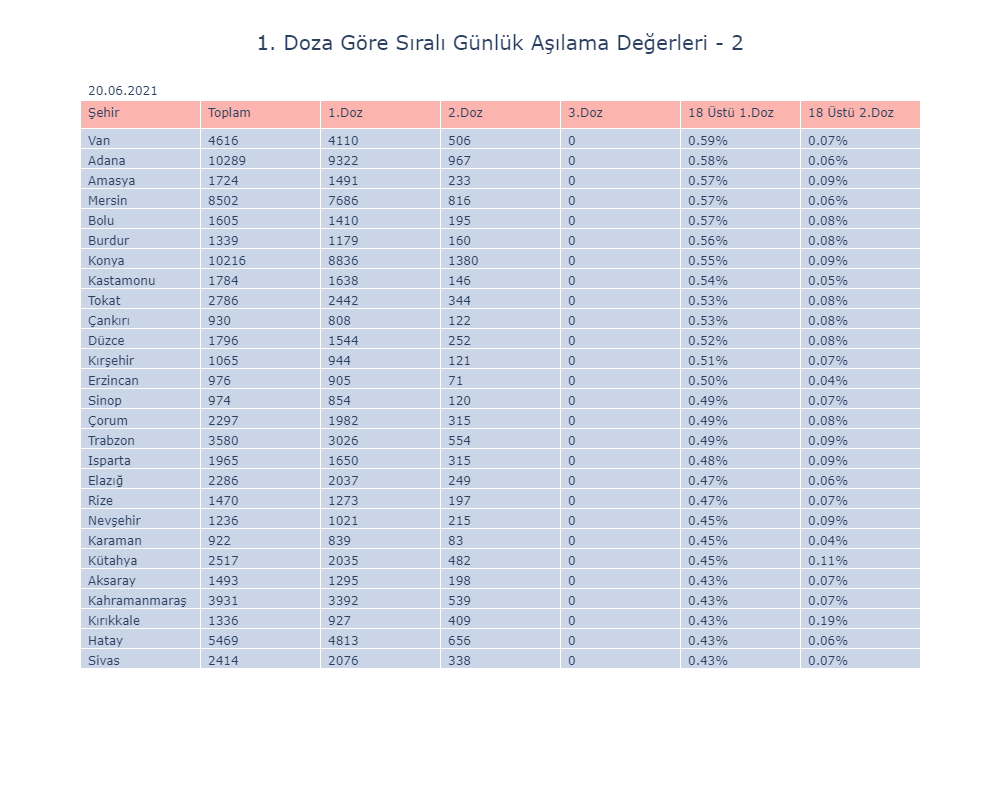 1. Doza Göre Sıralı Günlük Aşılama Değerleri - 2
20.06.2021
Şehir Toplam 1.Doz 2.Doz 3.Doz 18 Üstü 1.Doz 18 Üstü 2.Doz
Van 4616 4110 506 0 0.59% 0.07%
Adana 10289 9322 967 0 0.58% 0.06%
Amasya 1724 1491 233 0 0.57% 0.09%
Mersin 8502 7686 816 0 0.57% 0.06%
Bolu 1605 1410 195 0 0.57% 0.08%
Burdur 1339 1179 160 0 0.56% 0.08%
Konya 10216 8836 1380 0 0.55% 0.09%
Kastamonu 1784 1638 146 0 0.54% 0.05%
Tokat 2786 2442 344 0 0.53% 0.08%
Çankırı 930 808 122 0 0.53% 0.08%
Düzce 1796 1544 252 0 0.52% 0.08%
Kırşehir 1065 944 121 0 0.51% 0.07%
Erzincan 976 905 71 0 0.50% 0.04%
Sinop 974 854 120 0 0.49% 0.07%
Çorum 2297 1982 315 0 0.49% 0.08%
Trabzon 3580 3026 554 0 0.49% 0.09%
Isparta 1965 1650 315 0 0.48% 0.09%
Elazığ 2286 2037 249 0 0.47% 0.06%
Rize 1470 1273 197 0 0.47% 0.07%
Nevşehir 1236 1021 215 0 0.45% 0.09%
Karaman 922 839 83 0 0.45% 0.04%
Kütahya 2517 2035 482 0 0.45% 0.11%
Aksaray 1493 1295 198 0 0.43% 0.07%
Kahramanmaraş 3931 3392 539 0 0.43% 0.07%
Kırıkkale 1336 927 409 0 0.43% 0.19%
Hatay 5469 4813 656 0 0.43% 0.06%
Sivas 2414 2076 338 0 0.43% 0.07%